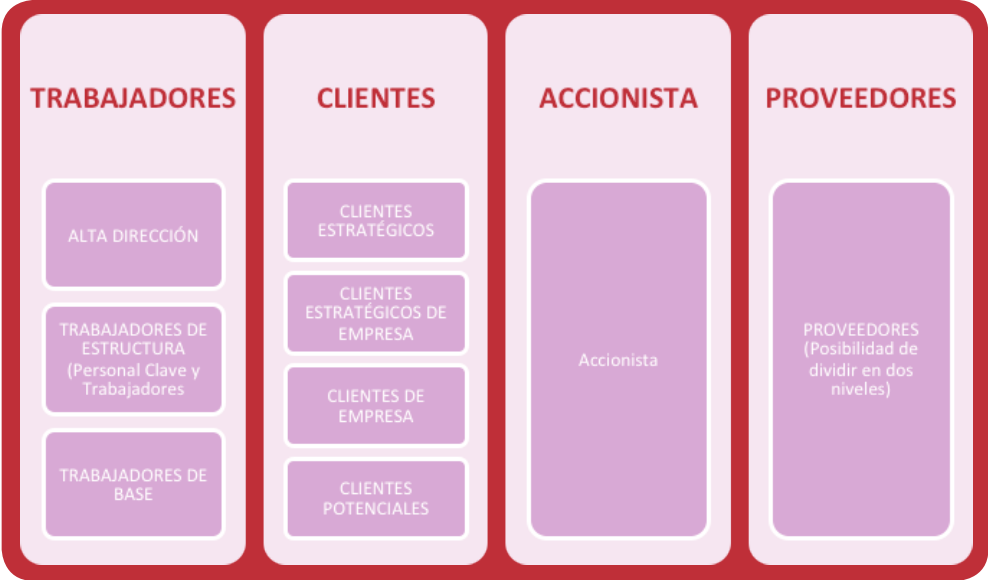 TRABAJADORES
ALTA DIRECCIÓN
TRABAJADORES DE
ESTRUCTURA
(Personal Clave y
Trabajadores
TRABAJADORES DE
BASE
CLIENTES
CLIENTES
ESTRATÉGICOS
CLIENTES
ESTRATÉGICOS DE
EMPRESA
CLIENTES DE
EMPRESA
CLIENTES
POTENCIALES
ACCIONISTA
Accionista
PROVEEDORES
PROVEEDORES
(Posibilidad de
dividir en dos
niveles)